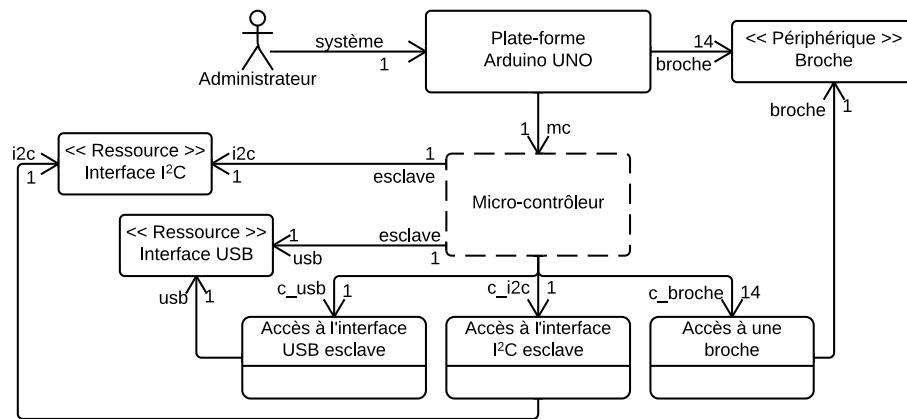 système
1
Administrateur
Plate-forme
Arduino UNO
14
broche
<< Périphérique >>
Broche
broche
1
1
mc
i2c
1
<< Ressource >>
Interface I²C
i2c
1
1
esclave
Micro-contrôleur
<< Ressource >>
Interface USB
1
usb
esclave
1
usb
1
c_usb
1
c_i2c
1
c_broche
14
Accès à l'interface
USB esclave
Accès à l'interface
I²C esclave
Accès à une
broche